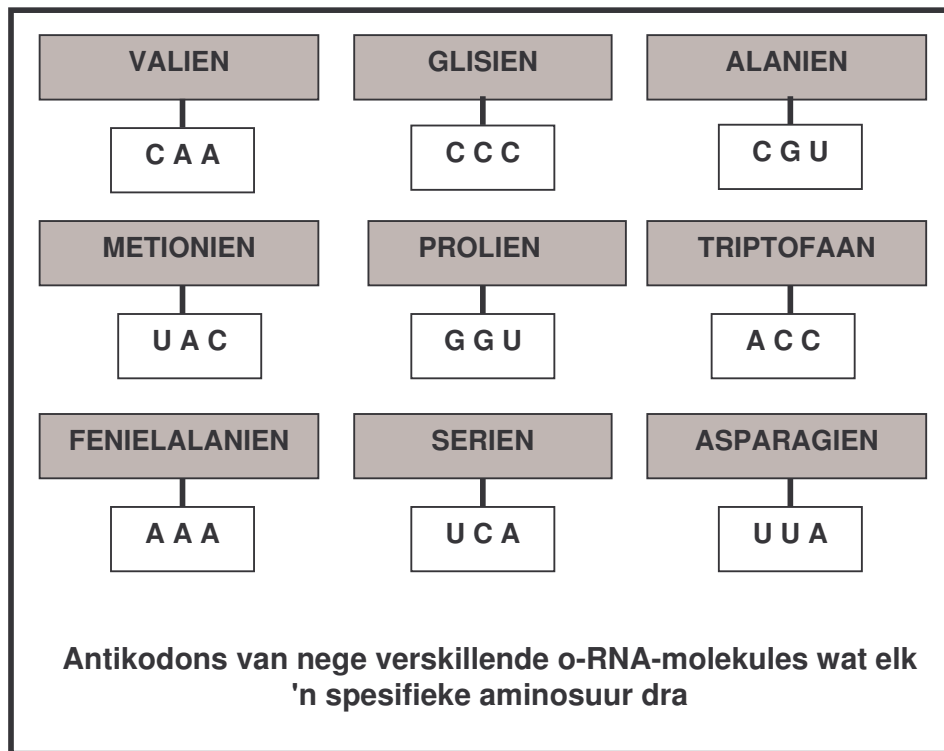 VALIEN GLISIEN ALANIEN
C A A C C C C G U
METIONIEN PROLIEN TRIPTOFAAN
U A C G G U A C C
FENIELALANIEN SERIEN ASPARAGIEN
A A A U C A U U A
Antikodons van nege verskillende o-RNA-molekules wat elk
'n spesifieke aminosuur dra